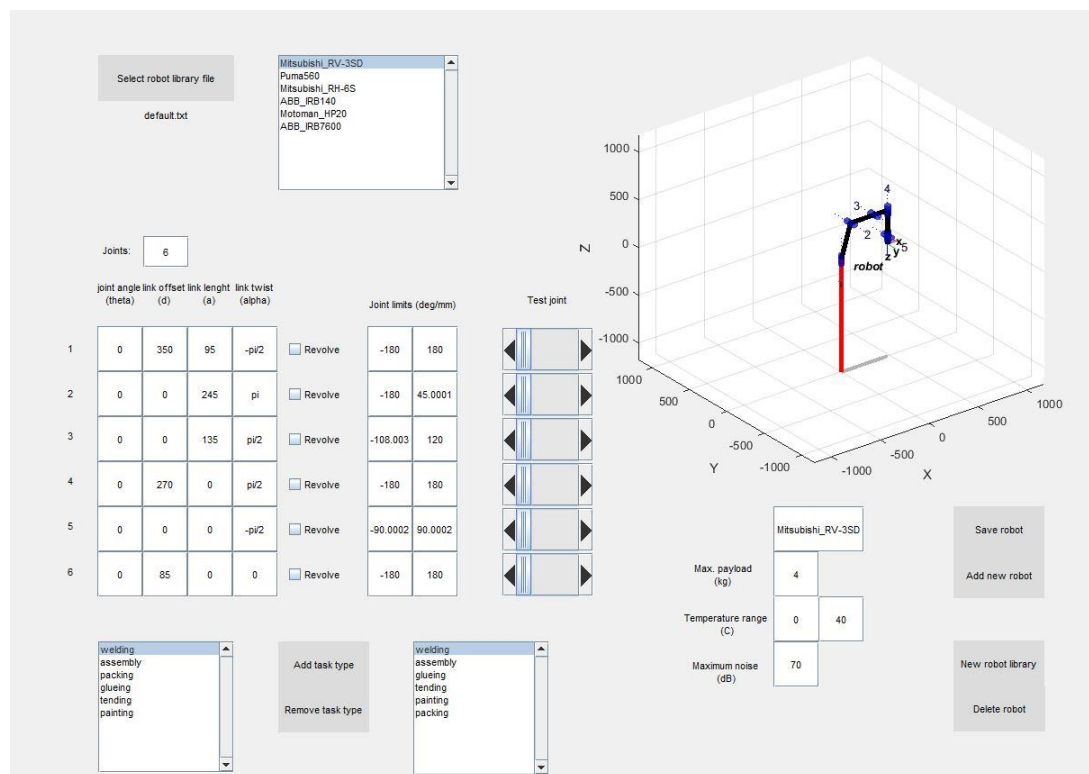 Select robot library file
default.txt
Mitsubishi_RV-3SD
Puma560
Mitsubishi_RH-6S
ABB_IRB140
Motoman_HP20
ABB_IRB7600
Joints: 6
joint angle link offset link lenght link twist
(theta) (d) (a) (alpha)
Joint limits (deg/mm)
Test joint
1 0 350 95 -pi/2 Revolve -180 180
2 0 0 245 pi Revolve -180 45.0001
3 0 0 135 pi/2 Revolve -108.003 120
4 0 270 0 pi/2 Revolve -180 180
5 0 0 0 -pi/2 Revolve -90.0002 90.0002
6 0 85 0 0 Revolve -180 180
welding
assembly
packing
glueing
tending
painting
Add task type
Remove task type
welding
assembly
glueing
tending
painting
packing
1000
500
0
-500
-1000
Z
1000
500
0
-500
-1000
Y
-1000
-500
0
500
1000
X
4
3
2
x
5
y
z
robot
1
Mitsubishi_RV-3SD
Max. payload
(kg)
4
Temperature range
(C)
0 40
Maximum noise
(dB)
70
Save robot
Add new robot
New robot library
Delete robot